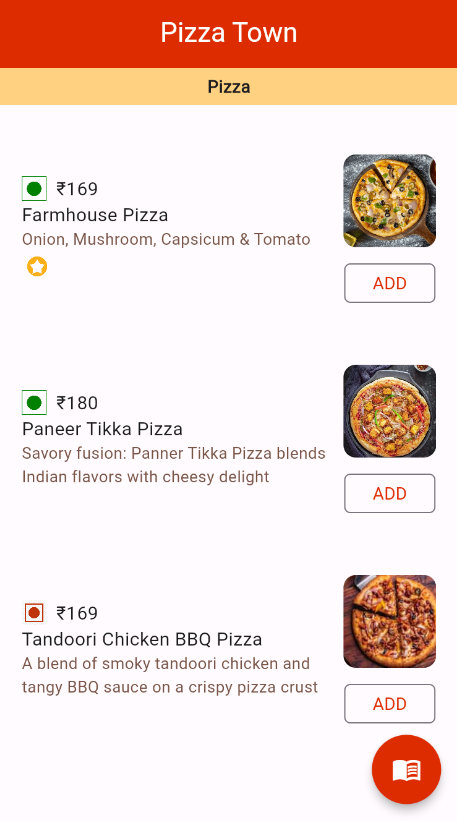 Pizza Town
Pizza
₹169
Farmhouse Pizza
Onion, Mushroom, Capsicum & Tomato
ADD
₹180
Paneer Tikka Pizza
Savory fusion: Panner Tikka Pizza blends
Indian flavors with cheesy delight
ADD
₹169
Tandoori Chicken BBQ Pizza
A blend of smoky tandoori chicken and
tangy BBQ sauce on a crispy pizza crust
ADD